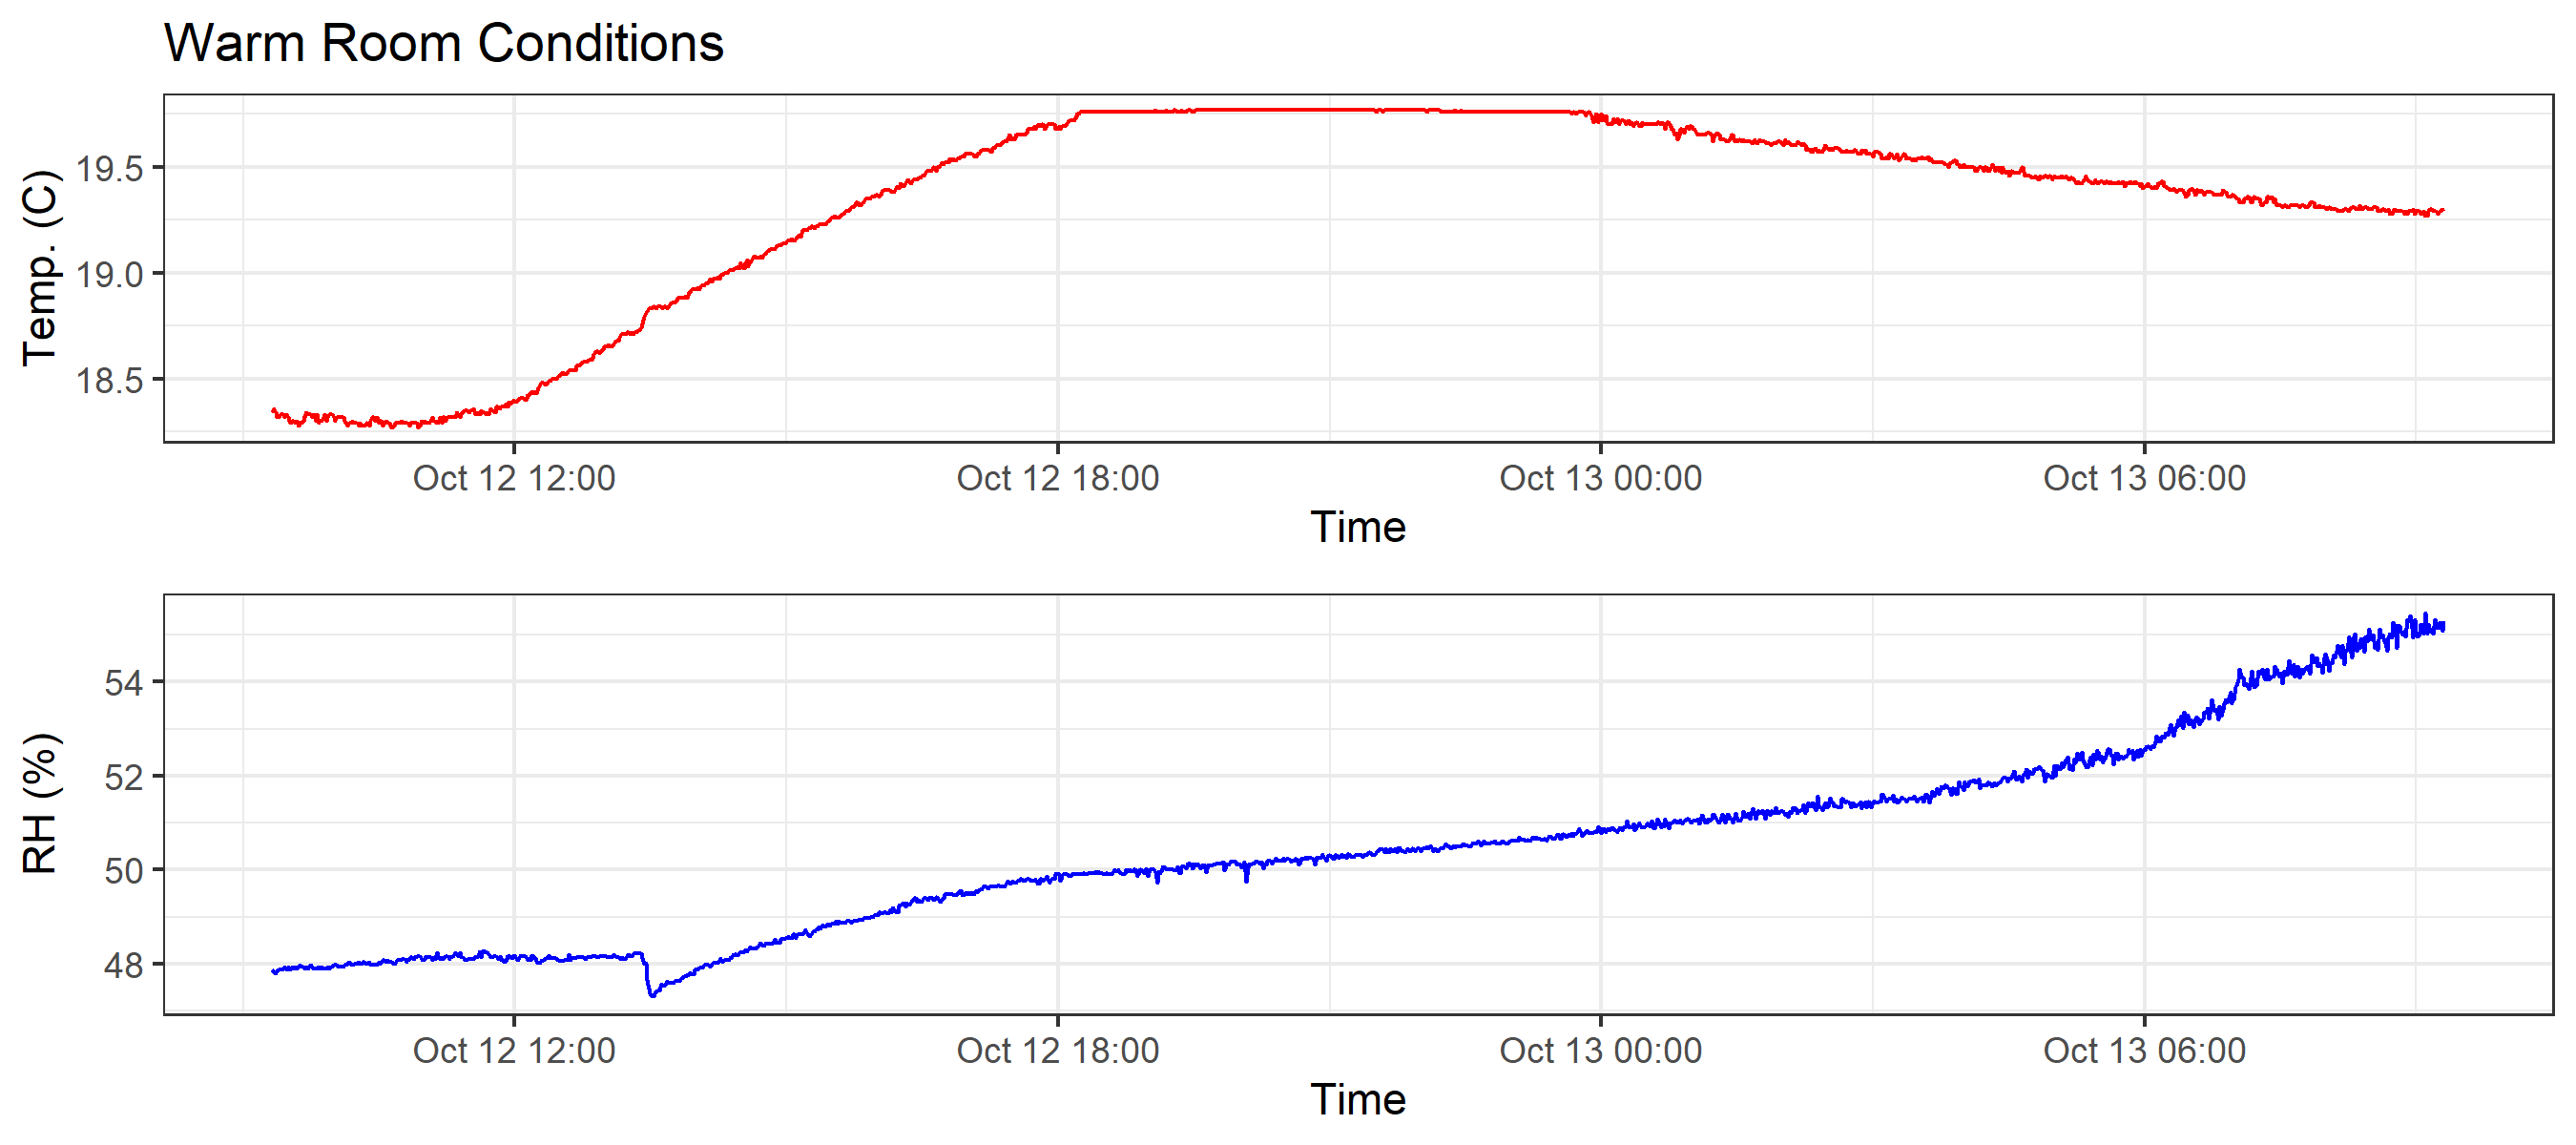 Warm Room Conditions
Temp. (C)
19.5
19.0
18.5
Oct 12 12:00 Oct 12 18:00 Oct 13 00:00 Oct 13 06:00
Time
RH (%)
54
52
50
48
Oct 12 12:00 Oct 12 18:00 Oct 13 00:00 Oct 13 06:00
Time